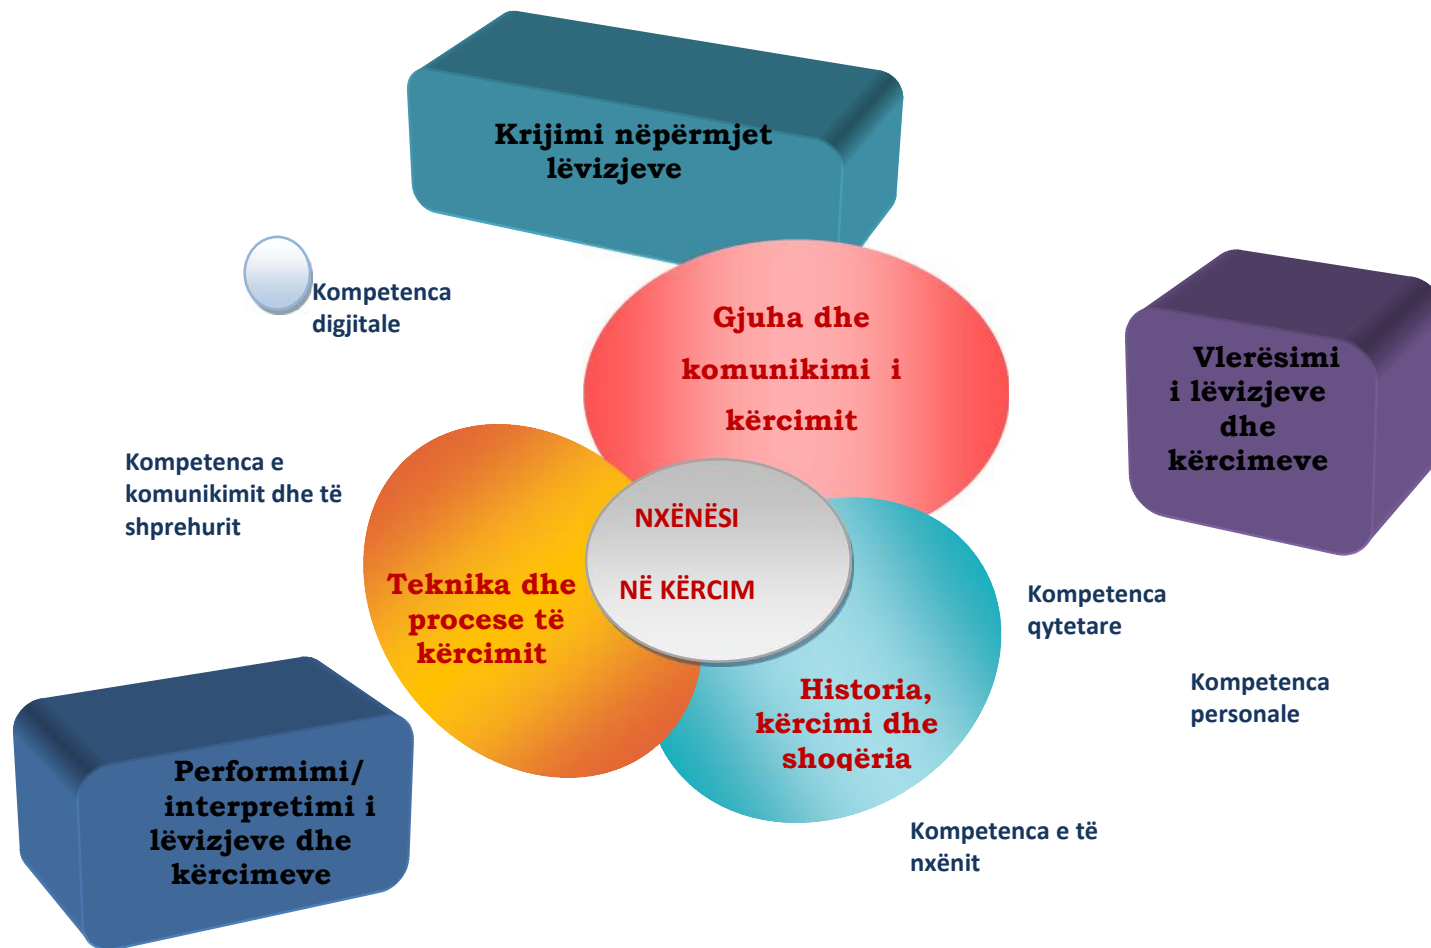 Krijimi nëpërmjet
lëvizjeve
Kompetenca
digjitale
Gjuha dhe
komunikimi i
kërcimit
Vlerësimi
i lëvizjeve
dhe
kërcimeve
Kompetenca e
komunikimit dhe të
shprehurit
NXËNËSI
NË KËRCIM
Teknika dhe
procese të
kërcimit
Kompetenca
qytetare
Historia,
kërcimi dhe
shoqëria
Kompetenca
personale
Performimi/
interpretimi i
lëvizjeve dhe
kërcimeve
Kompetenca e të
nxënit